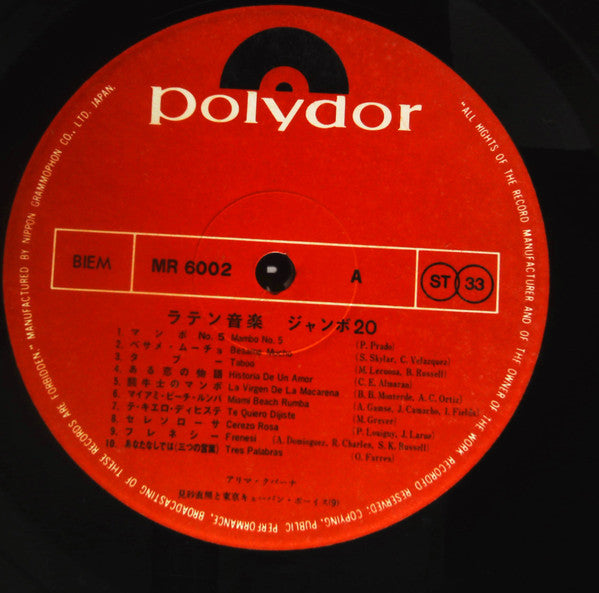 polydor
BIEM
MR 6002
A
ST 33
ラテン音楽 ジャンボ20
1. マンボ No. 5 Mambo No. 5 (P. Prado)
2. ベサメ・ムーチョ Besame Mucho (S. Skylar, C. Velazquez)
3. タブー Taboo (M. Lecuona, B. Russell)
4. ある恋の物語 Historia De Un Amor (C. E. Almaran)
5. 闘牛士のマンボ La Virgen De La Macarena (B. B. Monterde, A. C. Ortiz)
6. マイアミ・ビーチ・ルンバ Miami Beach Rumba (A. Gamse, J. Camacho, I. Fields)
7. テ・キエロ・ディヒステ Te Quiero Dijiste (M. Grever)
8. セレソローサ Cerezo Rosa (P. Louiguy, J. Larue)
9. フレネシー Frenesi (A. Dominguez, R. Charles, S. K. Russell)
10. あなたなしでは(三つの言葉) Tres Palabras (O. Farres)
アリマ・クバーナ
見砂直照と東京キューバン・ボーイス(9)
"ALL RIGHTS OF THE RECORD MANUFACTURER AND OF THE OWNER OF THE WORK RECORDED RESERVED; COPYING, PUBLIC PERFORMANCE, BROADCASTING OF THESE RECORDS ARE FORBIDDEN" MANUFACTURED BY NIPPON GRAMMOPHON CO., LTD. JAPAN.